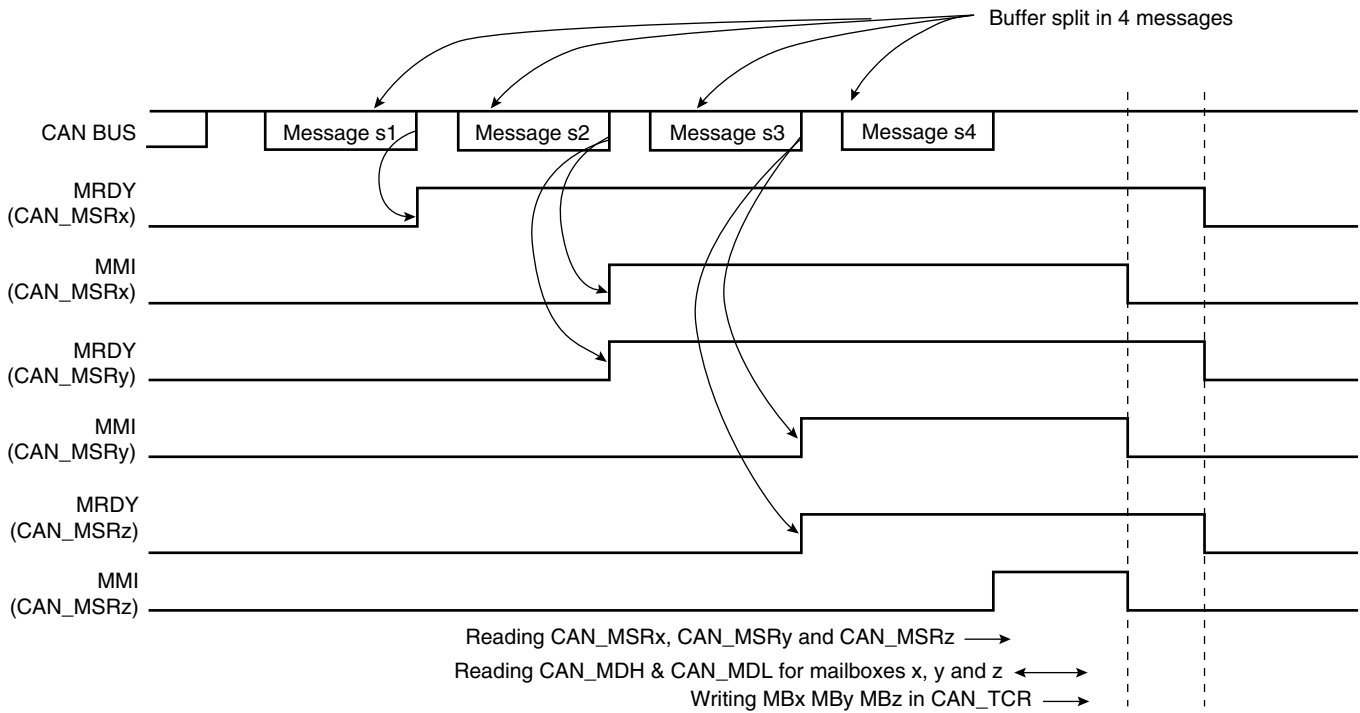 Buffer split in 4 messages
CAN BUS
Message s1
Message s2
Message s3
Message s4
MRDY
(CAN_MSRx)
MMI
(CAN_MSRx)
MRDY
(CAN_MSRy)
MMI
(CAN_MSRy)
MRDY
(CAN_MSRz)
MMI
(CAN_MSRz)
Reading CAN_MSRx, CAN_MSRy and CAN_MSRz
Reading CAN_MDH & CAN_MDL for mailboxes x, y and z
Writing MBx MBy MBz in CAN_TCR